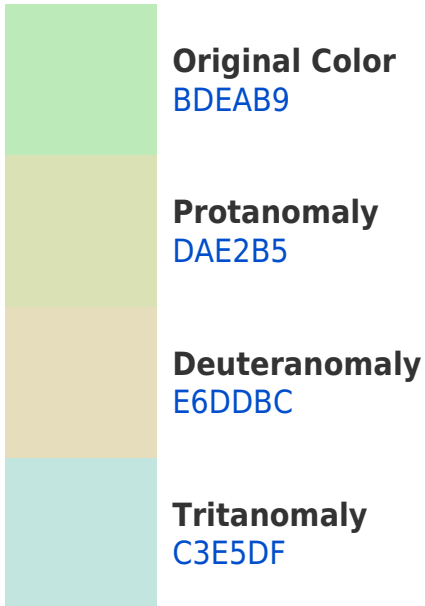 Original Color
BDEAB9
Protanomaly
DAE2B5
Deuteranomaly
E6DDBC
Tritanomaly
C3E5DF